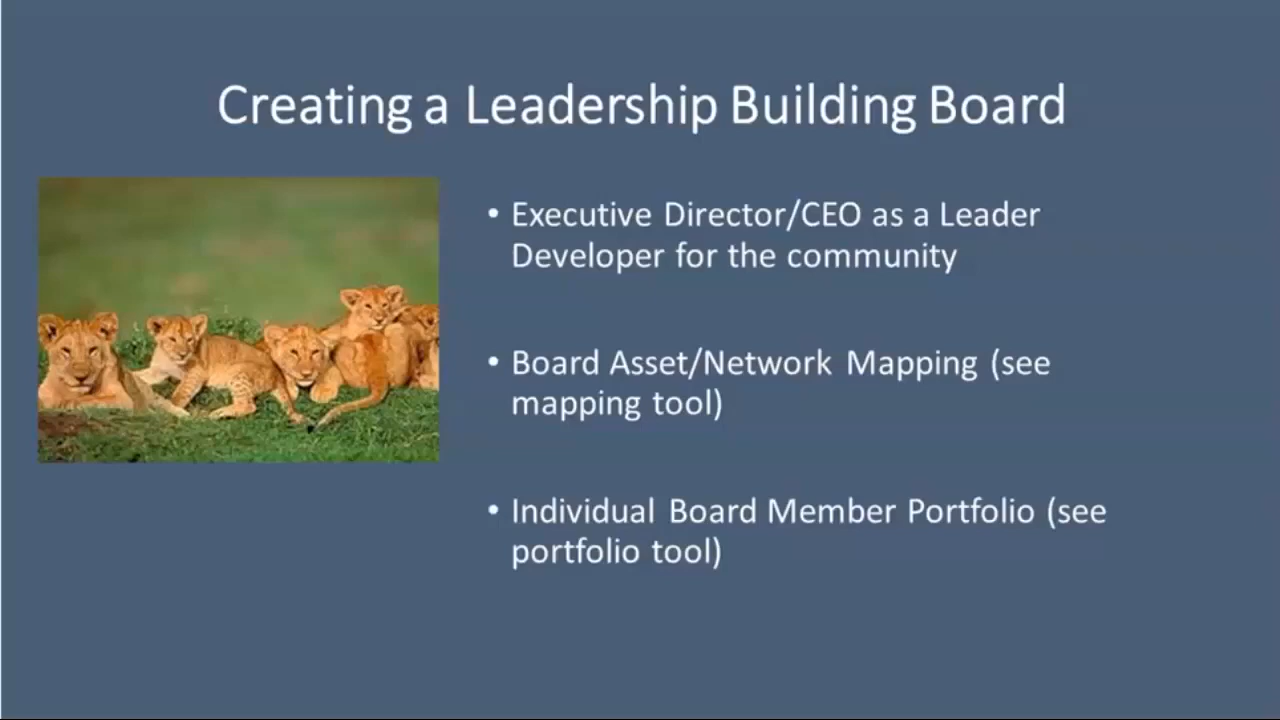 Creating a Leadership Building Board
• Executive Director/CEO as a Leader
Developer for the community
• Board Asset/Network Mapping (see
mapping tool)
• Individual Board Member Portfolio (see
portfolio tool)